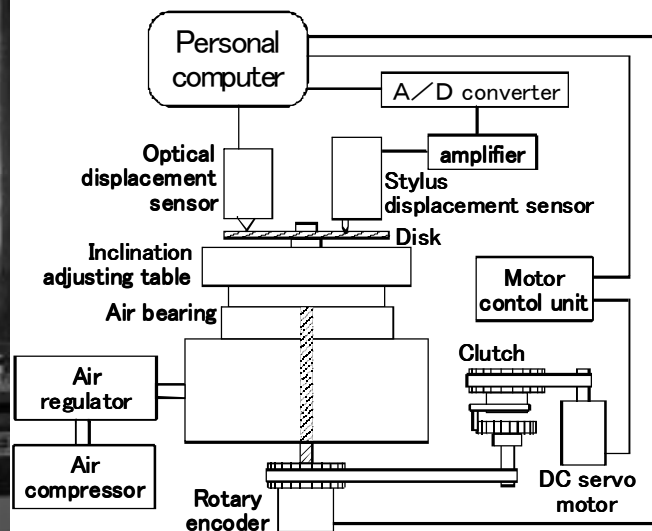 Personal
computer
A／D converter
amplifier
Optical
displacement
sensor
Stylus
displacement sensor
Disk
Inclination
adjusting table
Air bearing
Motor
contol unit
Clutch
Air
regulator
Air
compressor
DC servo
motor
Rotary
encoder